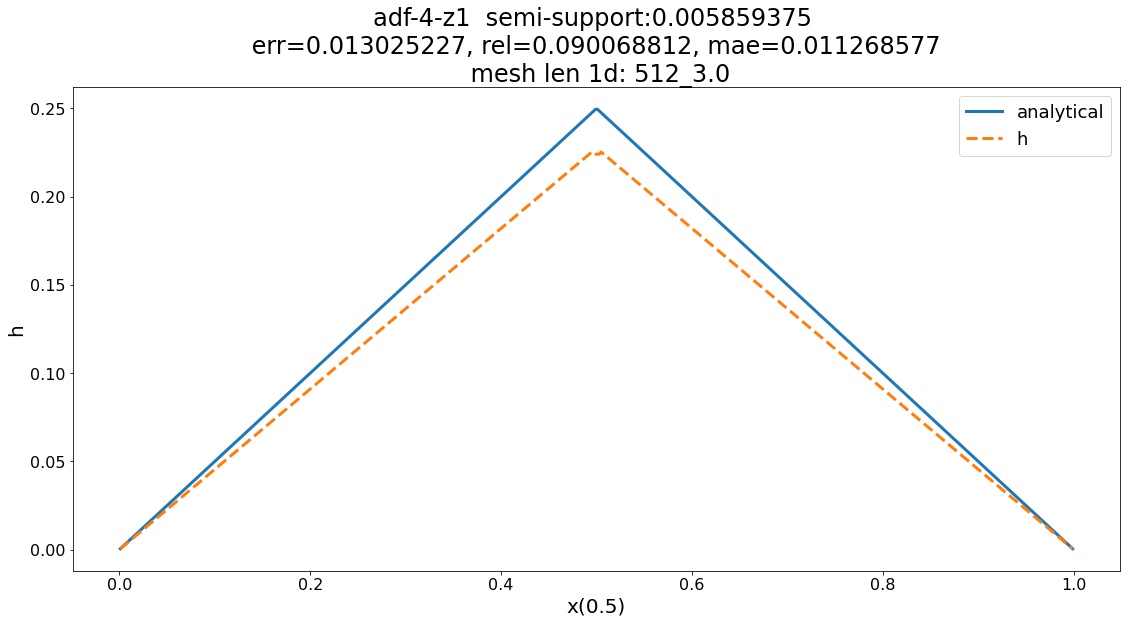 adf-4-z1  semi-support:0.005859375
err=0.013025227, rel=0.090068812, mae=0.011268577
mesh len 1d: 512_3.0
analytical
h
0.25
0.20
0.15
0.10
0.05
0.00
h
0.0 0.2 0.4 0.6 0.8 1.0
x(0.5)